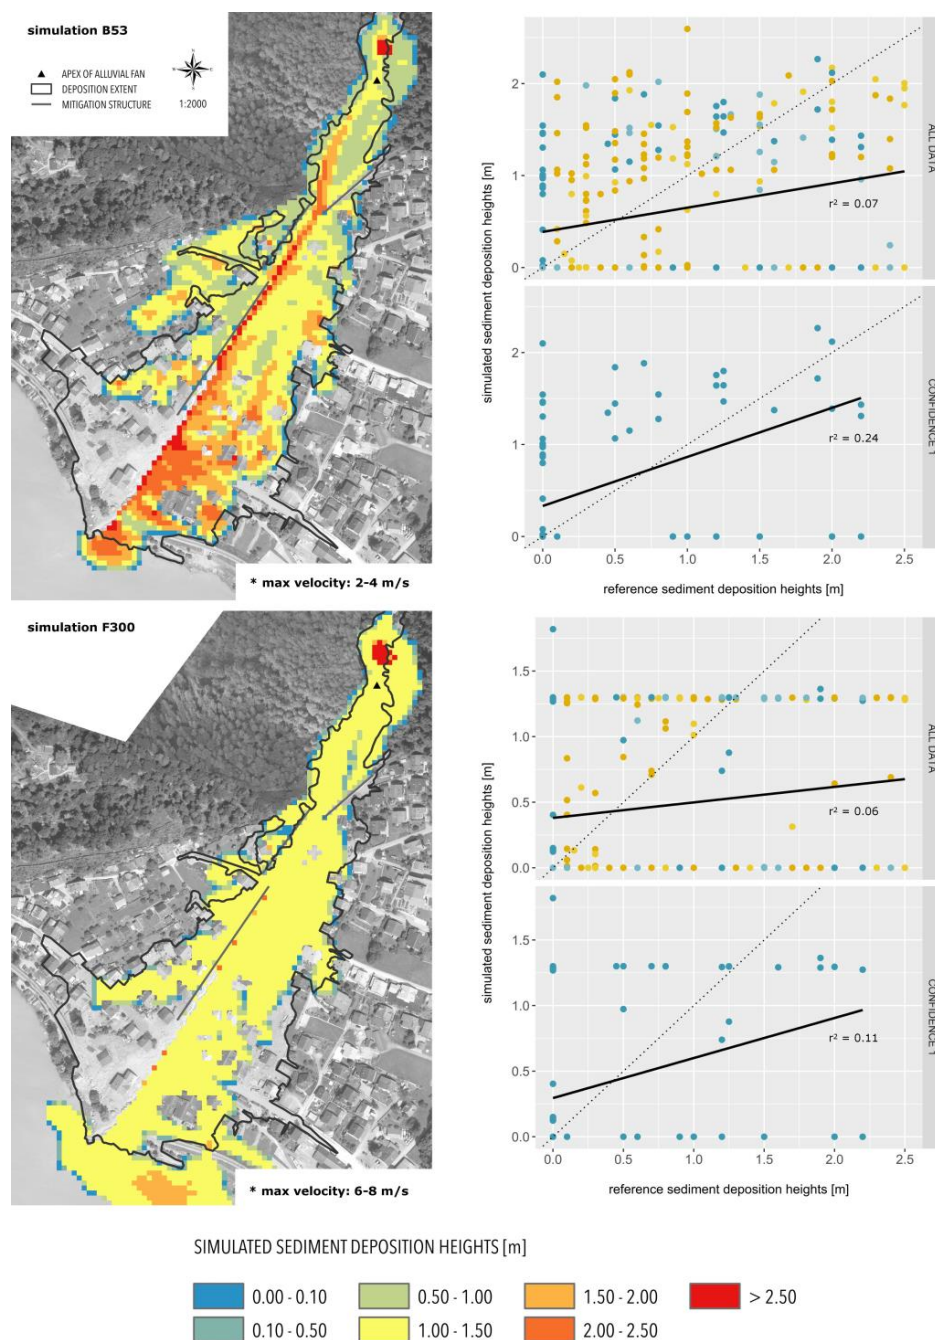 simulation B53
N
APEX OF ALLUVIAL FAN
DEPOSITION EXTENT
MITIGATION STRUCTURE
1:2000
* max velocity: 2-4 m/s
simulated sediment deposition heights [m]
2
1
0
r² = 0.07
ALL DATA
2
1
0
r² = 0.24
CONFIDENCE 1
0.0 0.5 1.0 1.5 2.0 2.5
reference sediment deposition heights [m]
simulation F300
* max velocity: 6-8 m/s
simulated sediment deposition heights [m]
1.5
1.0
0.5
0.0
r² = 0.06
ALL DATA
1.5
1.0
0.5
0.0
r² = 0.11
CONFIDENCE 1
0.0 0.5 1.0 1.5 2.0 2.5
reference sediment deposition heights [m]
SIMULATED SEDIMENT DEPOSITION HEIGHTS [m]
0.00 - 0.10 0.50 - 1.00 1.50 - 2.00 > 2.50
0.10 - 0.50 1.00 - 1.50 2.00 - 2.50